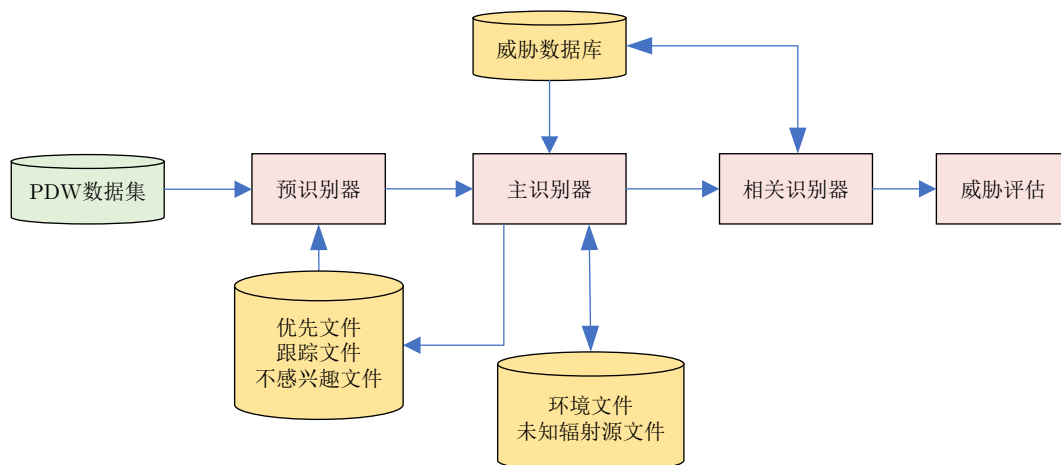 威胁数据库
PDW数据集
预识别器
主识别器
相关识别器
威胁评估
优先文件
跟踪文件
不感兴趣文件
环境文件
未知辐射源文件